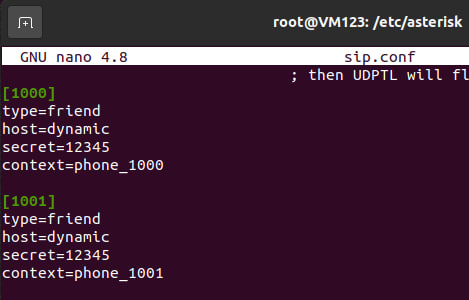 root@VM123: /etc/asterisk
GNU nano 4.8 sip.conf
; then UDPTL will fl
[1000]
type=friend
host=dynamic
secret=12345
context=phone_1000
[1001]
type=friend
host=dynamic
secret=12345
context=phone_1001